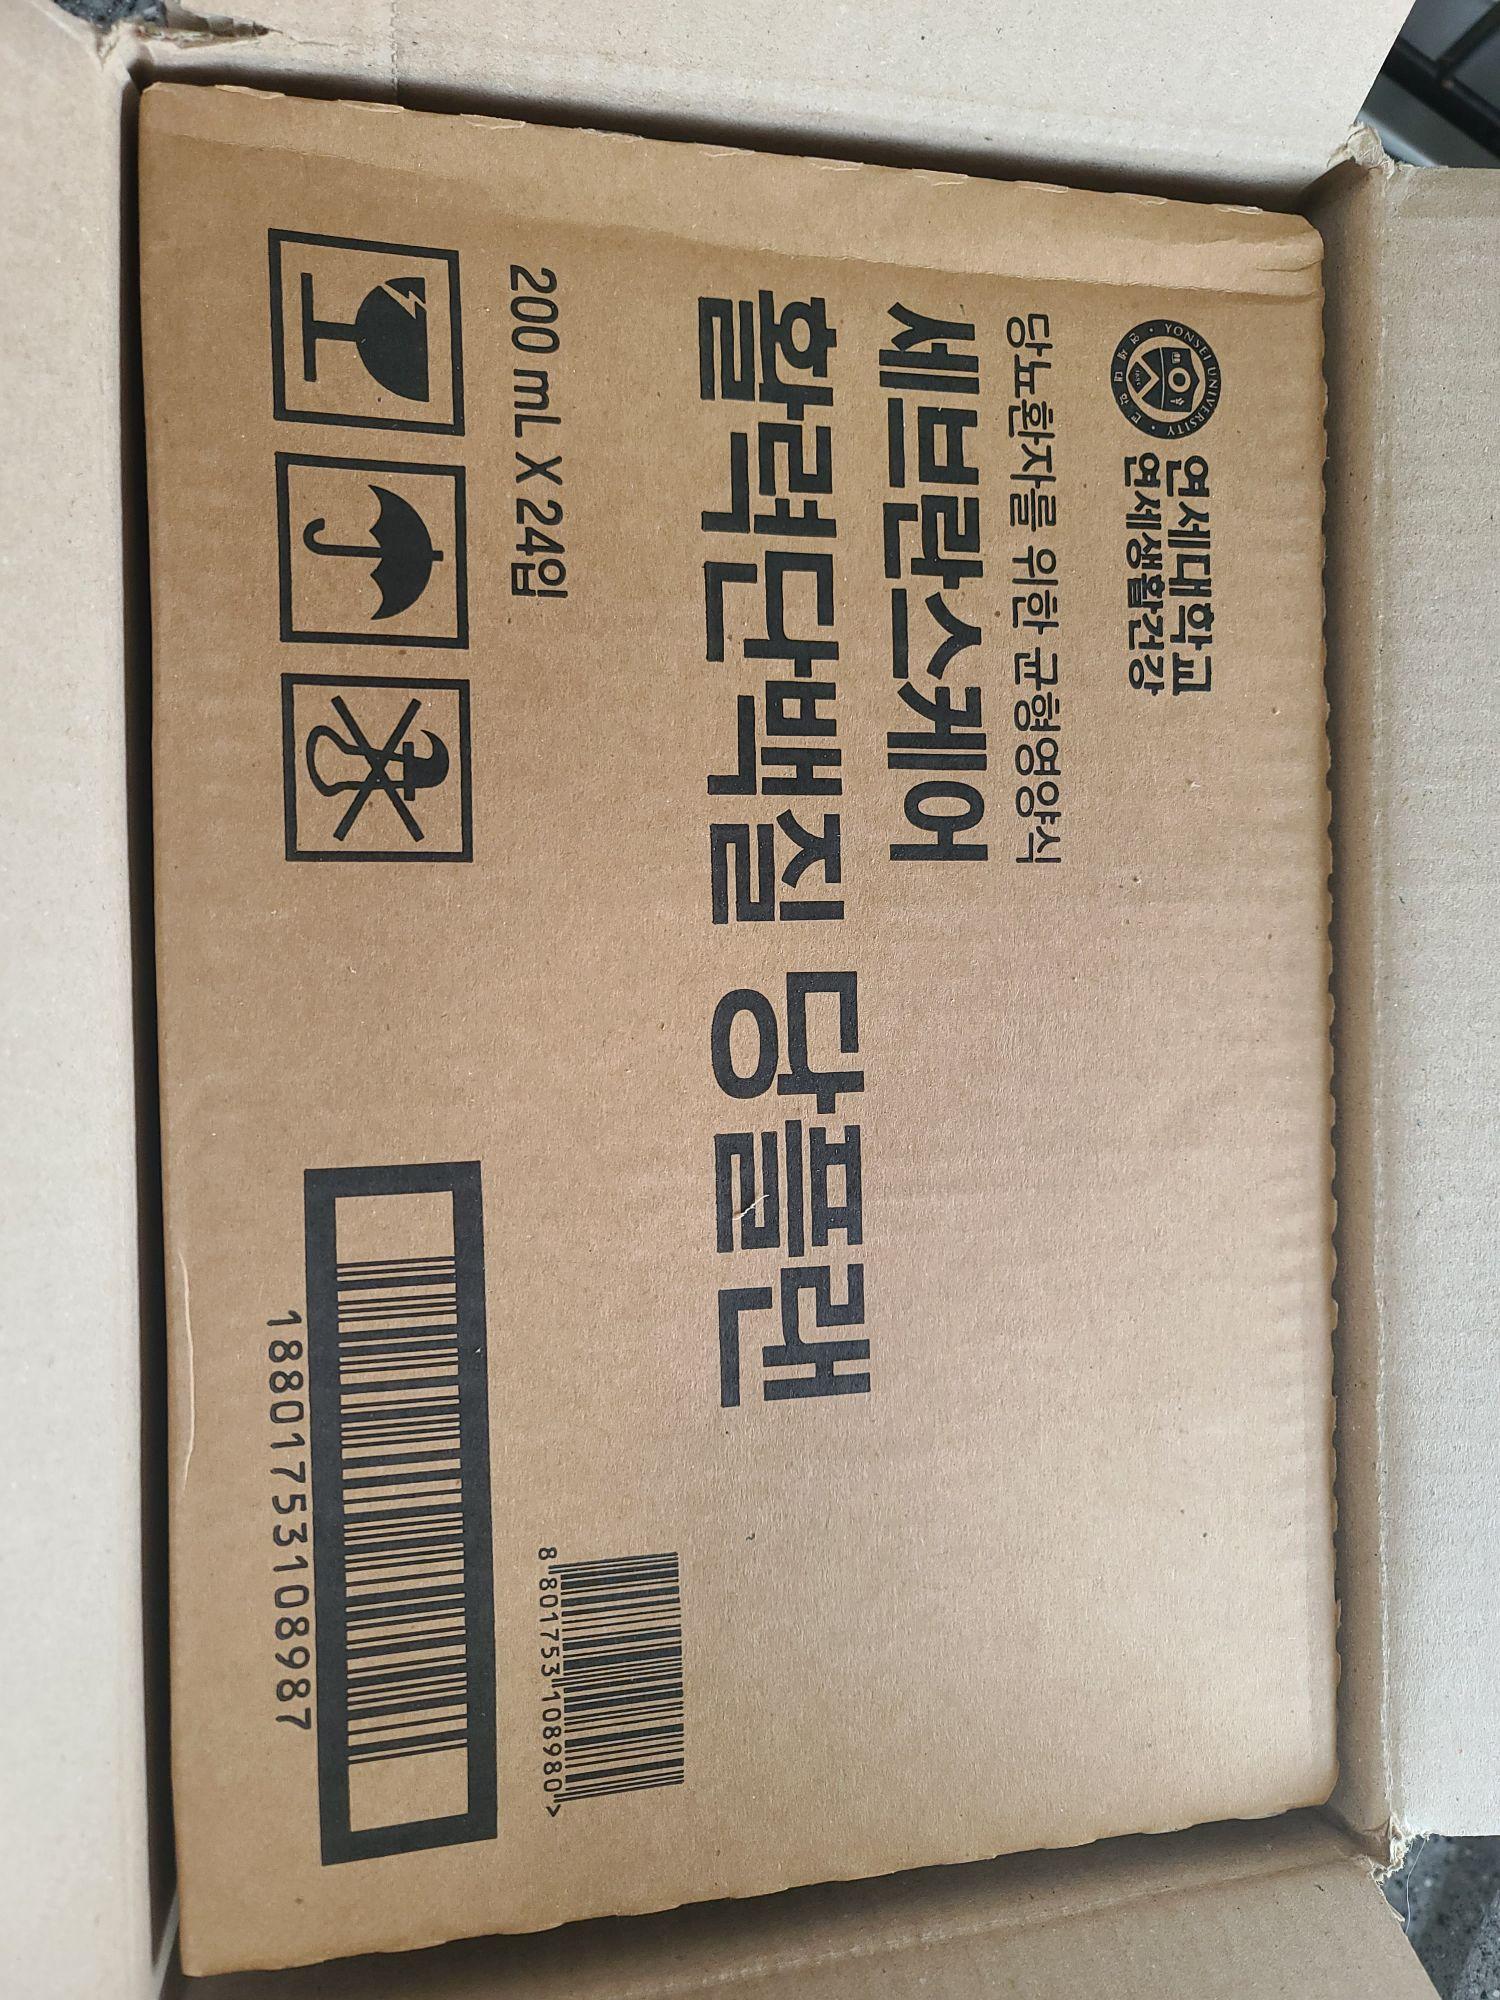 YONSEI UNIVERSITY
연세대학교
연세생활건강
당뇨환자를 위한 균형영양식
세브란스케어
활력단백질 당플랜
200 mL X 24입
8 801753 108980 >
18801753108987